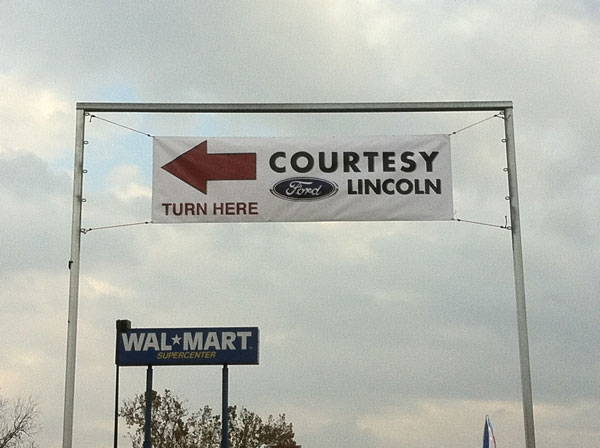 COURTESY
Ford LINCOLN
TURN HERE
WAL★MART
SUPERCENTER